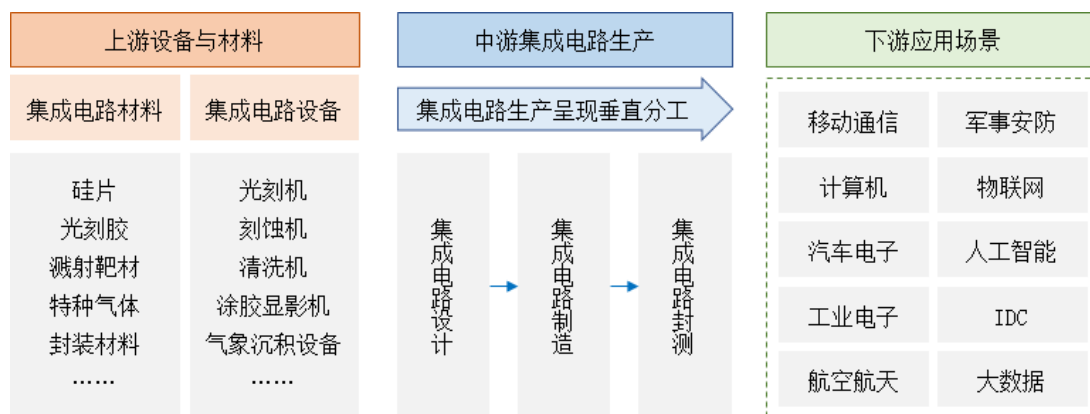 上游设备与材料
集成电路材料
集成电路设备
硅片
光刻胶
溅射靶材
特种气体
封装材料
……
光刻机
刻蚀机
清洗机
涂胶显影机
气象沉积设备
……
中游集成电路生产
集成电路生产呈现垂直分工
集成电路设计
集成电路制造
集成电路封测
下游应用场景
移动通信
军事安防
计算机
物联网
汽车电子
人工智能
工业电子
IDC
航空航天
大数据